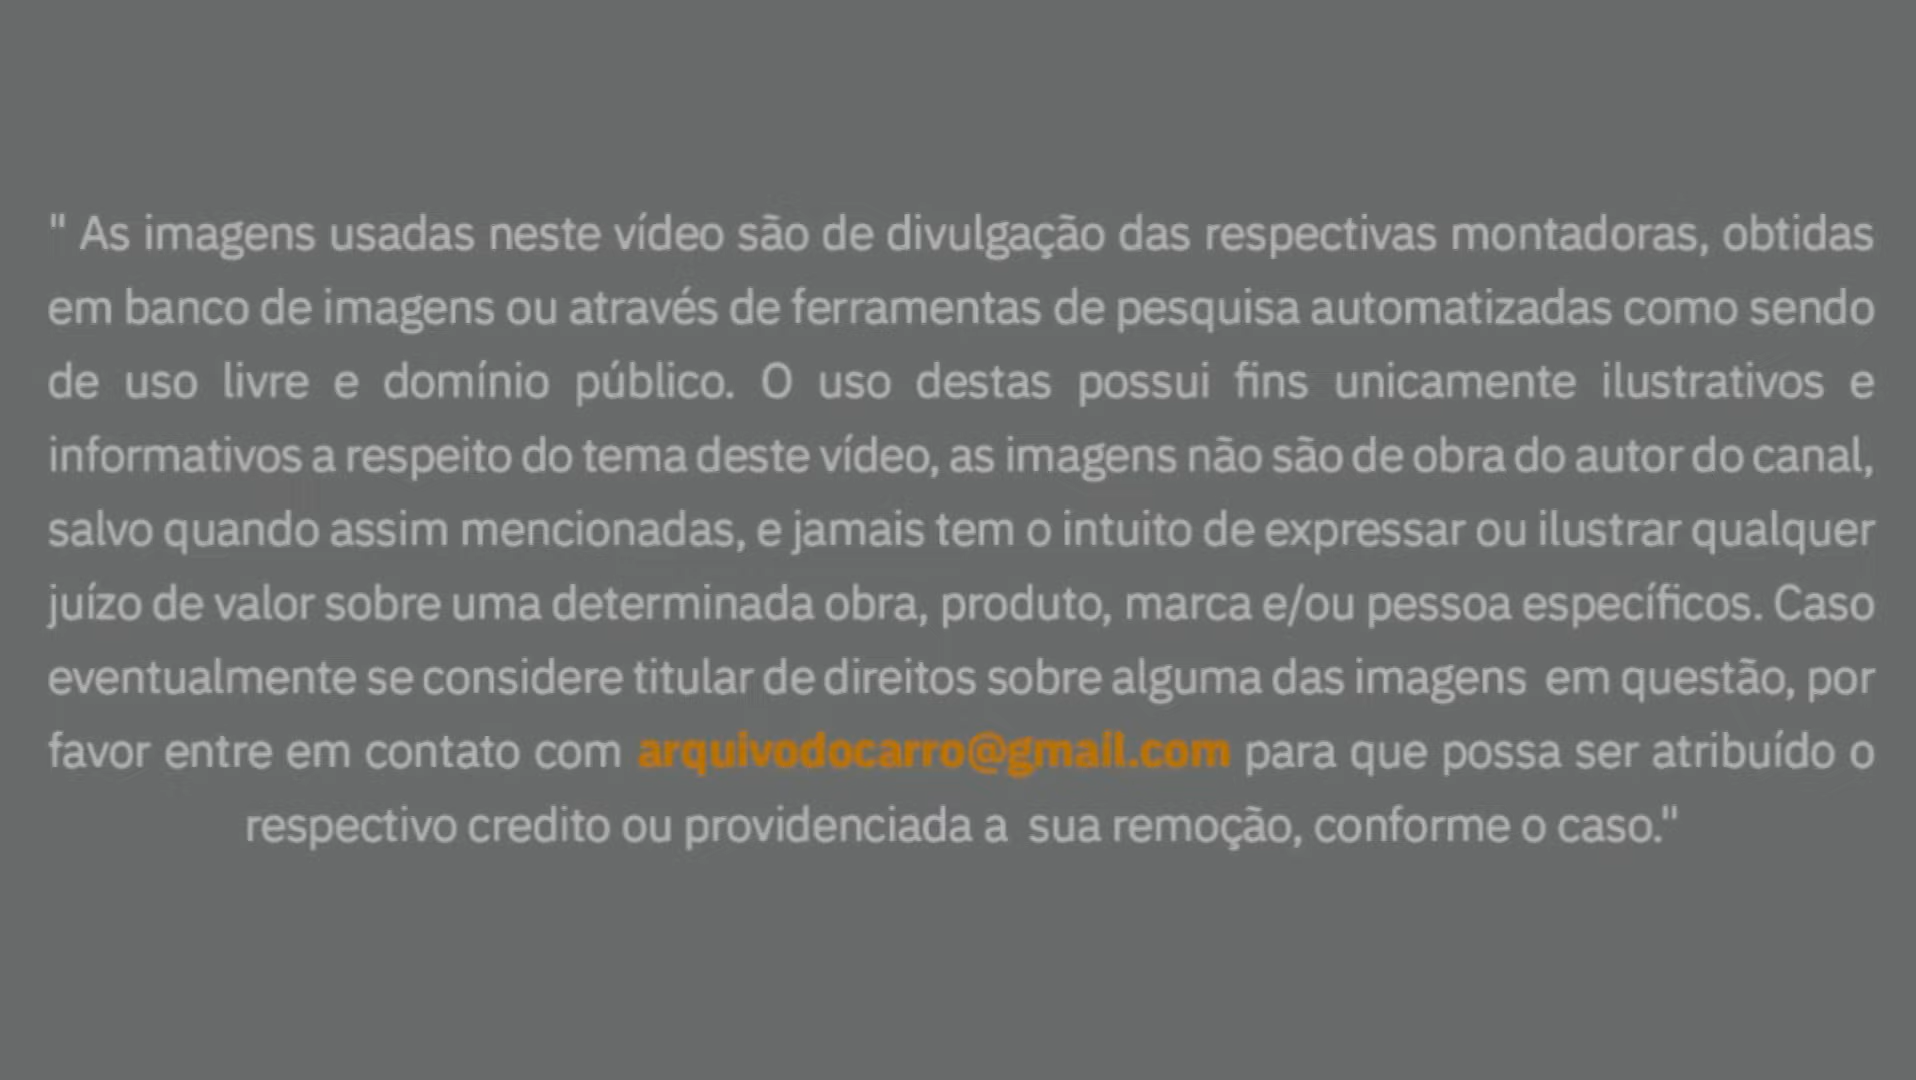 " As imagens usadas neste vídeo são de divulgação das respectivas montadoras, obtidas
em banco de imagens ou através de ferramentas de pesquisa automatizadas como sendo
de uso livre e domínio público. O uso destas possui fins unicamente ilustrativos e
informativos a respeito do tema deste vídeo, as imagens não são de obra do autor do canal,
salvo quando assim mencionadas, e jamais tem o intuito de expressar ou ilustrar qualquer
juízo de valor sobre uma determinada obra, produto, marca e/ou pessoa específicos. Caso
eventualmente se considere titular de direitos sobre alguma das imagens em questão, por
favor entre em contato com arquivodocarro@gmail.com para que possa ser atribuído o
respectivo credito ou providenciada a sua remoção, conforme o caso."